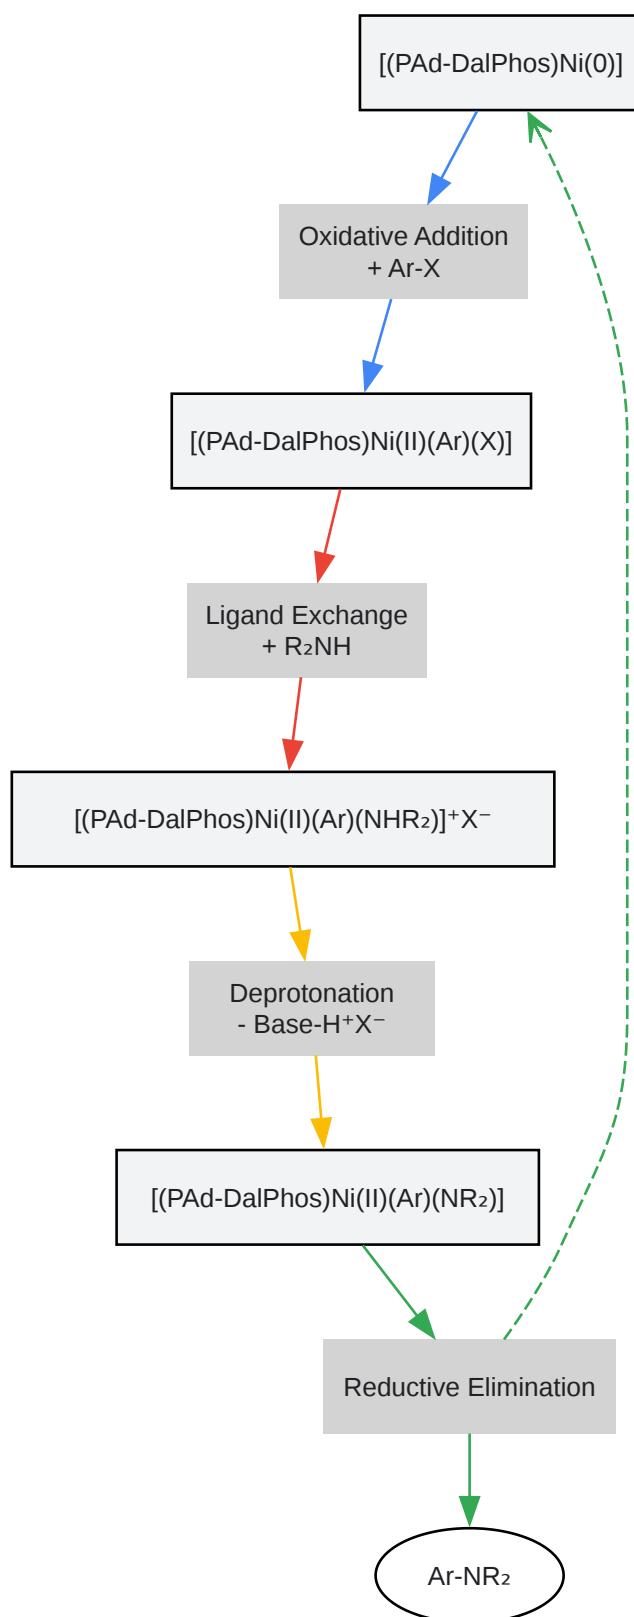 [(PAd-DalPhos)Ni(0)]
Oxidative Addition
+ Ar-X
[(PAd-DalPhos)Ni(II)(Ar)(X)]
Ligand Exchange
+ R₂NH
[(PAd-DalPhos)Ni(II)(Ar)(NHR₂)]⁺X⁻
Deprotonation
- Base-H⁺X⁻
[(PAd-DalPhos)Ni(II)(Ar)(NR₂)]
Reductive Elimination
Ar-NR₂